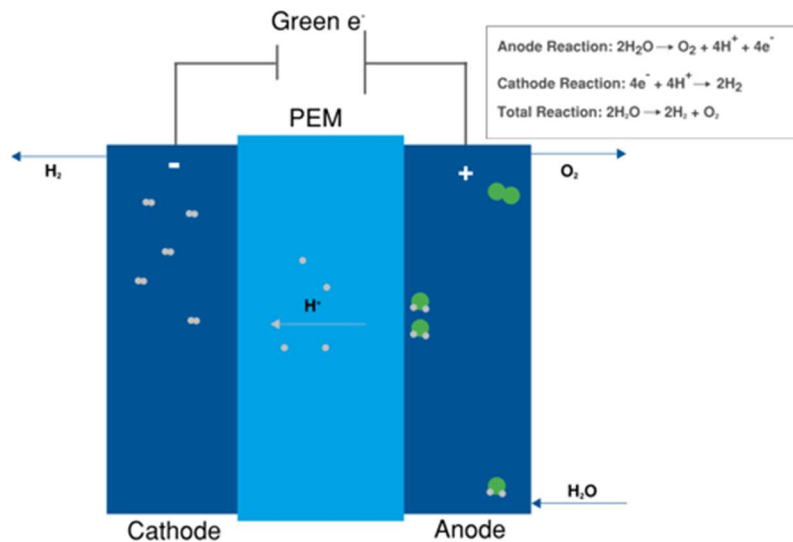 Green e⁻
Anode Reaction: 2H₂O → O₂ + 4H⁺ + 4e⁻
Cathode Reaction: 4e⁻ + 4H⁺ → 2H₂
Total Reaction: 2H₂O → 2H₂ + O₂
PEM
H₂
-
+
O₂
H⁺
H₂O
Cathode
Anode